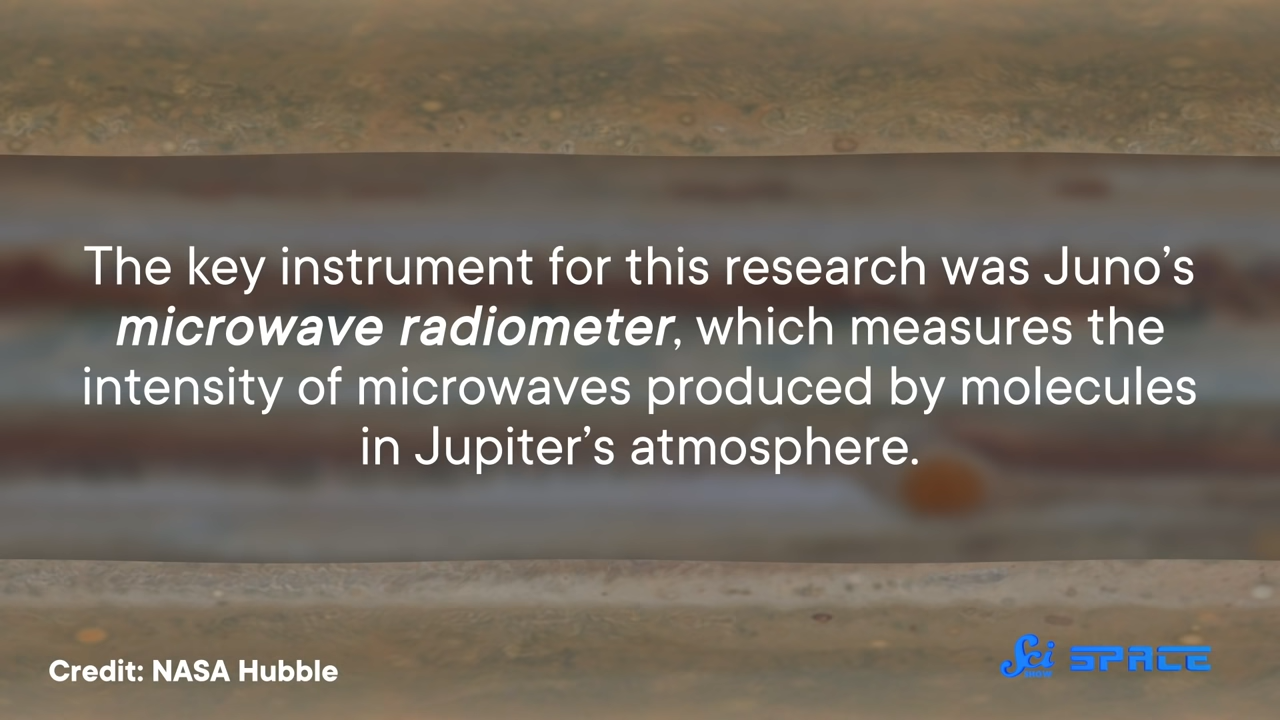 The key instrument for this research was Juno’s
microwave radiometer, which measures the
intensity of microwaves produced by molecules
in Jupiter’s atmosphere.
Credit: NASA Hubble
Sci SHOW SPACE